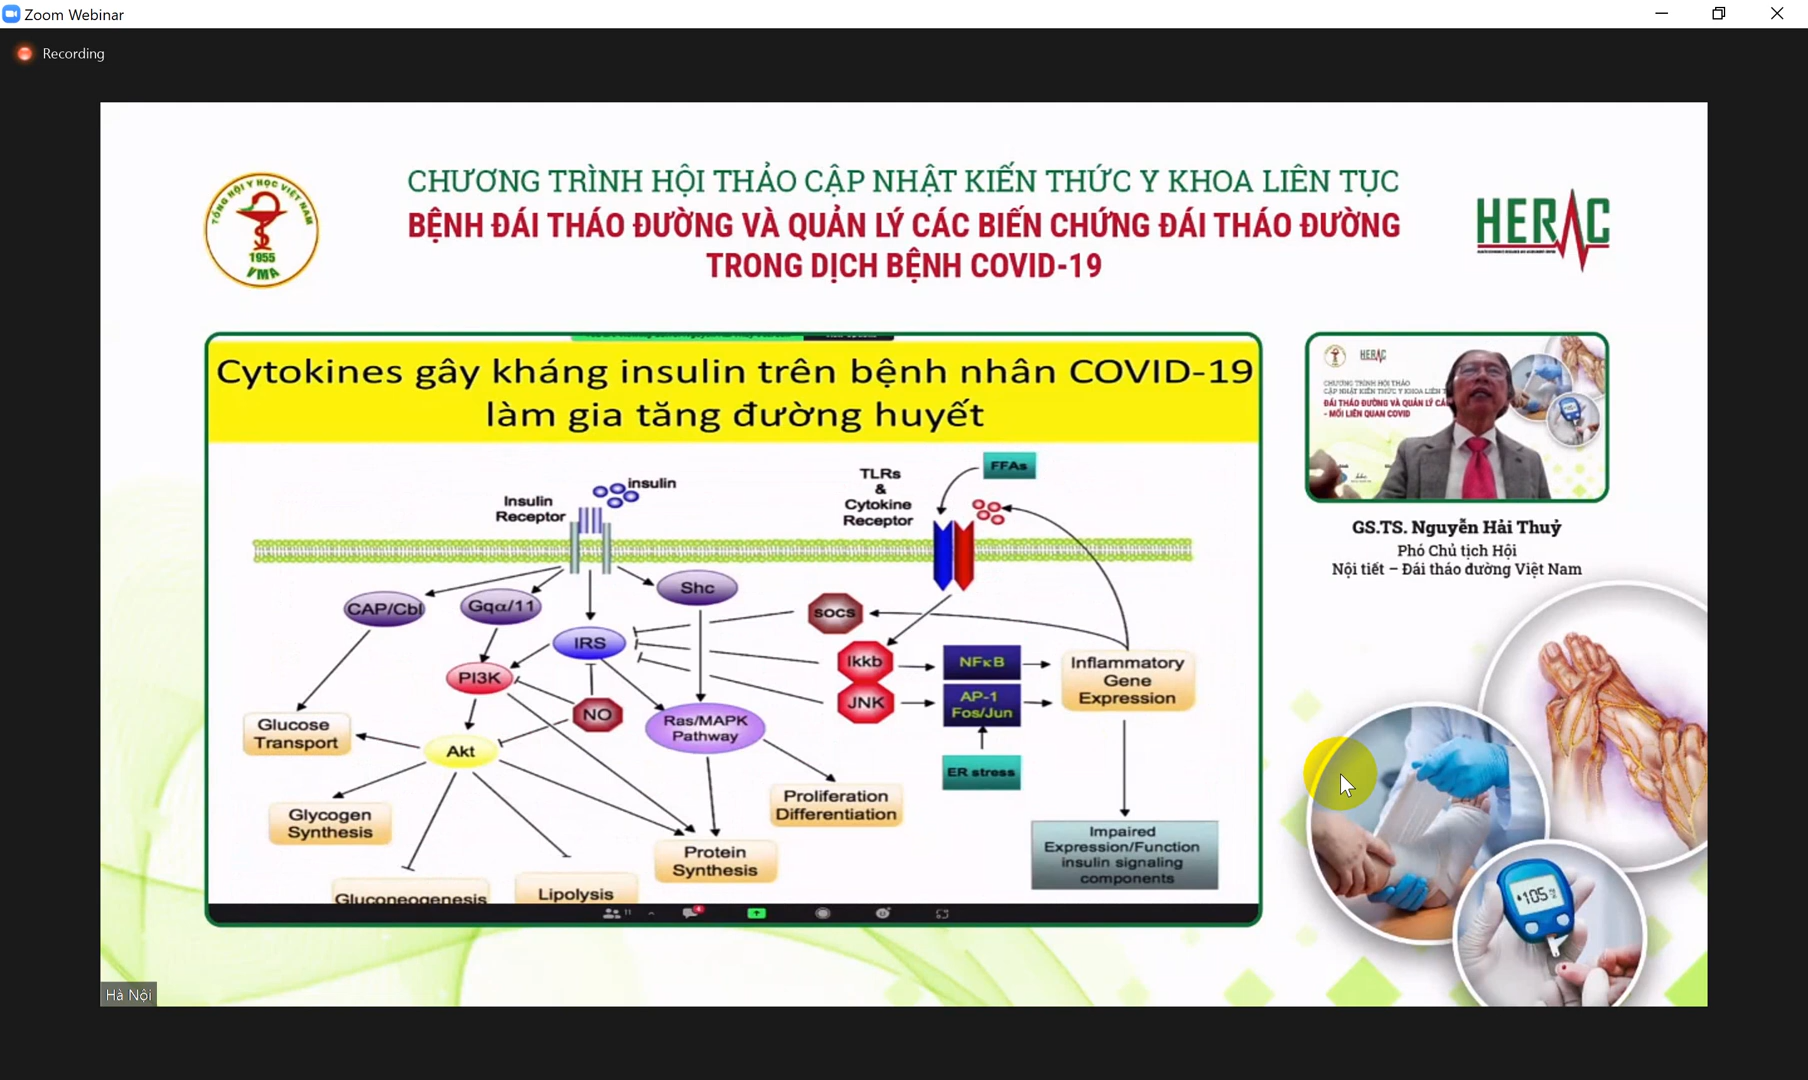 Zoom Webinar
Recording
TỔNG HỘI Y HỌC VIỆT NAM
1955
VMA
CHƯƠNG TRÌNH HỘI THẢO CẬP NHẬT KIẾN THỨC Y KHOA LIÊN TỤC
BỆNH ĐÁI THÁO ĐƯỜNG VÀ QUẢN LÝ CÁC BIẾN CHỨNG ĐÁI THÁO ĐƯỜNG
TRONG DỊCH BỆNH COVID-19
HERAC
Cytokines gây kháng insulin trên bệnh nhân COVID-19
làm gia tăng đường huyết
insulin
Insulin
Receptor
TLRs
&
Cytokine
Receptor
FFAs
CAP/Cbl
Gqα/11
Shc
IRS
SOCS
PI3K
NO
Ras/MAPK
Pathway
Ikkb
JNK
NFκB
AP-1
Fos/Jun
ER stress
Inflammatory
Gene
Expression
Glucose
Transport
Akt
Glycogen
Synthesis
Gluconeogenesis
Lipolysis
Protein
Synthesis
Proliferation
Differentiation
Impaired
Expression/Function
insulin signaling
components
11
HERAC
CHƯƠNG TRÌNH HỘI THẢO
CẬP NHẬT KIẾN THỨC Y KHOA LIÊN
ĐÁI THÁO ĐƯỜNG VÀ QUẢN LÝ
- MỐI LIÊN QUAN COVID
GS.TS. Nguyễn Hải Thuỷ
Phó Chủ tịch Hội
Nội tiết – Đái tháo đường Việt Nam
105
Hà Nội